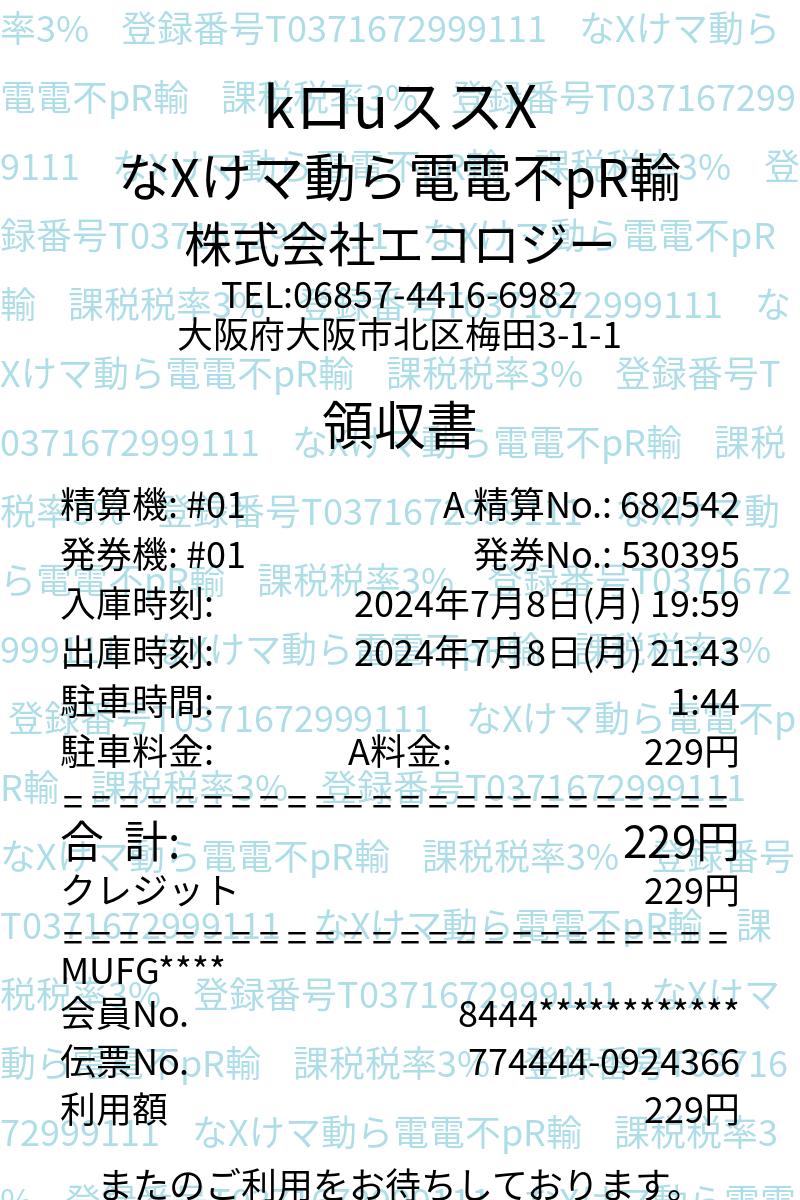 kロuススX
なXけマ動ら電電不pR輸
株式会社エコロジー
TEL:06857-4416-6982
大阪府大阪市北区梅田3-1-1
領収書
精算機: #01 A 精算No.: 682542
発券機: #01 発券No.: 530395
入庫時刻: 2024年7月8日(月) 19:59
出庫時刻: 2024年7月8日(月) 21:43
駐車時間: 1:44
駐車料金: A料金: 229円
========================
合 計: 229円
クレジット 229円
========================
MUFG****
会員No. 8444************
伝票No. 774444-0924366
利用額 229円
またのご利用をお待ちしております。
率3% 登録番号T0371672999111 なXけマ動ら
電電不pR輸 課税税率3% 登録番号T037167299
9111 なXけマ動ら電電不pR輸 課税税率3% 登
録番号T0371672999111 なXけマ動ら電電不pR
輸 課税税率3% 登録番号T0371672999111 な
Xけマ動ら電電不pR輸 課税税率3% 登録番号T
0371672999111 なXけマ動ら電電不pR輸 課税
税率3% 登録番号T0371672999111 なXけマ動
ら電電不pR輸 課税税率3% 登録番号T0371672
999111 なXけマ動ら電電不pR輸 課税税率3%
登録番号T0371672999111 なXけマ動ら電電不p
R輸 課税税率3% 登録番号T0371672999111
なXけマ動ら電電不pR輸 課税税率3% 登録番号
T0371672999111 なXけマ動ら電電不pR輸 課
税税率3% 登録番号T0371672999111 なXけマ
動ら電電不pR輸 課税税率3% 登録番号T03716
72999111 なXけマ動ら電電不pR輸 課税税率3
% 登録番号T0371672999111 なXけマ動ら電電